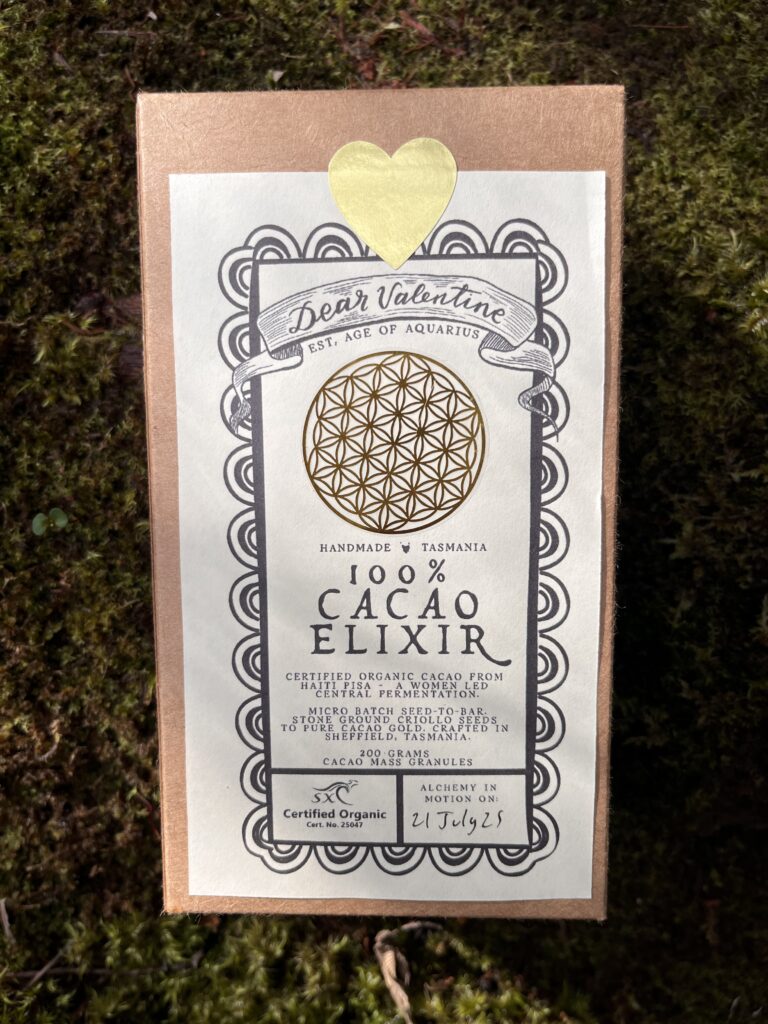 Dear Valentine
EST, AGE OF AQUARIUS
HANDMADE TASMANIA
100%
CACAO
ELIXIR
CERTIFIED ORGANIC CACAO FROM
HAITI PISA - A WOMEN LED
CENTRAL FERMENTATION.
MICRO BATCH SEED-TO-BAR.
STONE GROUND CRIOLLO SEEDS
TO PURE CACAO GOLD. CRAFTED IN
SHEFFIELD, TASMANIA.
200 GRAMS
CACAO MASS GRANULES
SXC
Certified Organic
Cert. No. 25047
ALCHEMY IN
MOTION ON:
21 July 25